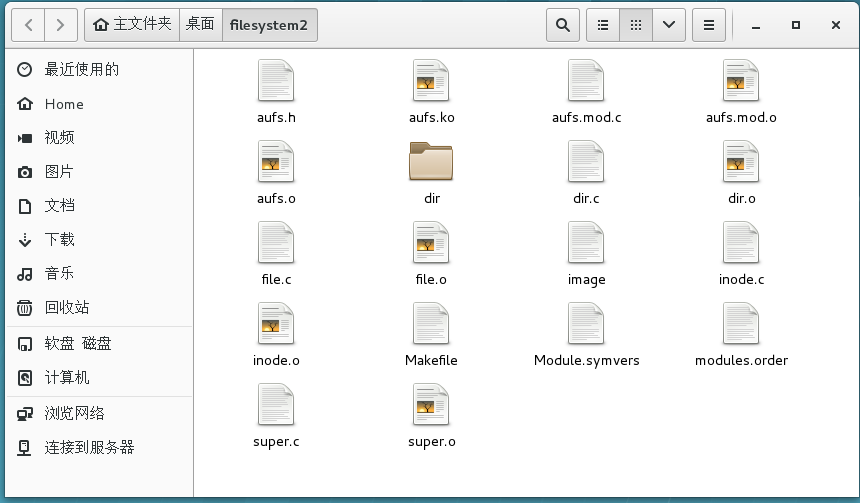 主文件夹 桌面 filesystem2
最近使用的
Home
视频
图片
文档
下载
音乐
回收站
软盘 磁盘
计算机
浏览网络
连接到服务器
aufs.h aufs.ko aufs.mod.c aufs.mod.o
aufs.o dir dir.c dir.o
file.c file.o image inode.c
inode.o Makefile Module.symvers modules.order
super.c super.o